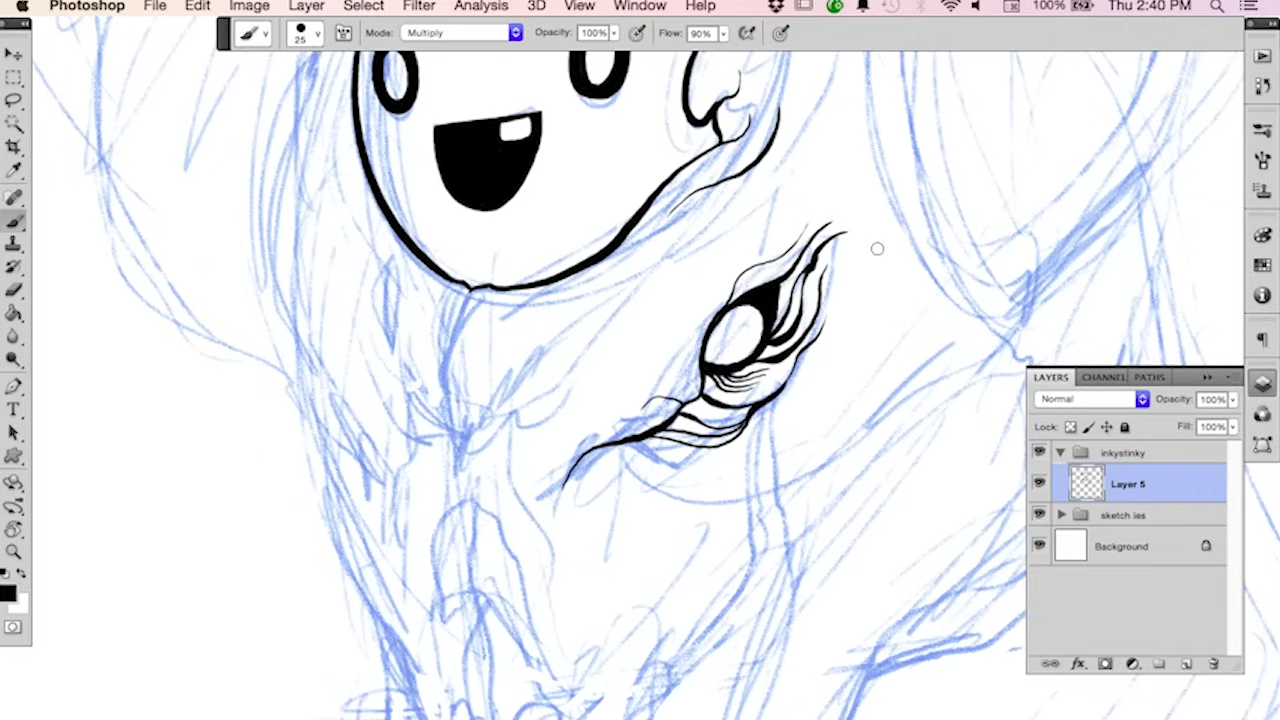 Photoshop File Edit Image Layer Select Filter Analysis 3D View Window Help 100% Thu 2:40 PM
25 Mode: Multiply Opacity: 100% Flow: 90%
LAYERS CHANNEL PATHS
Normal Opacity: 100%
Lock: Fill: 100%
inkystinky
Layer 5
sketch ies
Background